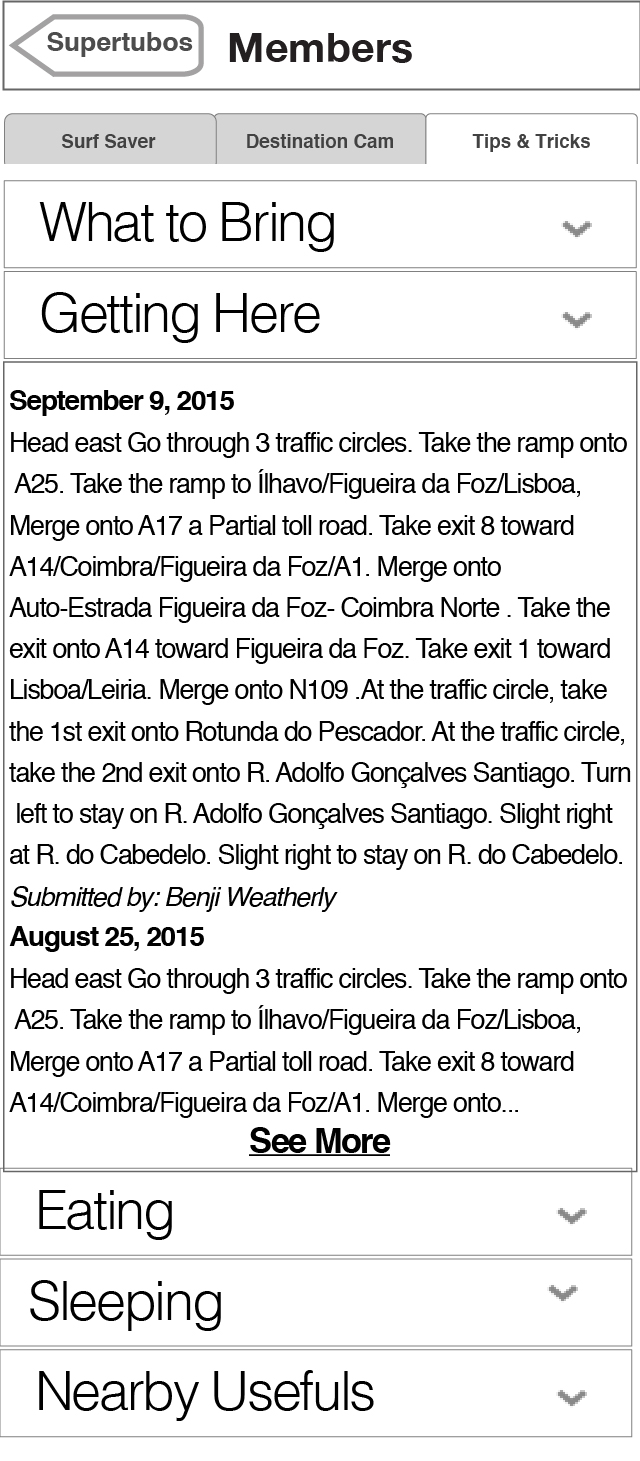 Supertubos Members
Surf Saver Destination Cam Tips & Tricks
What to Bring
Getting Here
September 9, 2015
Head east Go through 3 traffic circles. Take the ramp onto
A25. Take the ramp to Ílhavo/Figueira da Foz/Lisboa,
Merge onto A17 a Partial toll road. Take exit 8 toward
A14/Coimbra/Figueira da Foz/A1. Merge onto
Auto-Estrada Figueira da Foz- Coimbra Norte . Take the
exit onto A14 toward Figueira da Foz. Take exit 1 toward
Lisboa/Leiria. Merge onto N109 .At the traffic circle, take
the 1st exit onto Rotunda do Pescador. At the traffic circle,
take the 2nd exit onto R. Adolfo Gonçalves Santiago. Turn
left to stay on R. Adolfo Gonçalves Santiago. Slight right
at R. do Cabedelo. Slight right to stay on R. do Cabedelo.
Submitted by: Benji Weatherly
August 25, 2015
Head east Go through 3 traffic circles. Take the ramp onto
A25. Take the ramp to Ílhavo/Figueira da Foz/Lisboa,
Merge onto A17 a Partial toll road. Take exit 8 toward
A14/Coimbra/Figueira da Foz/A1. Merge onto...
See More
Eating
Sleeping
Nearby Usefuls